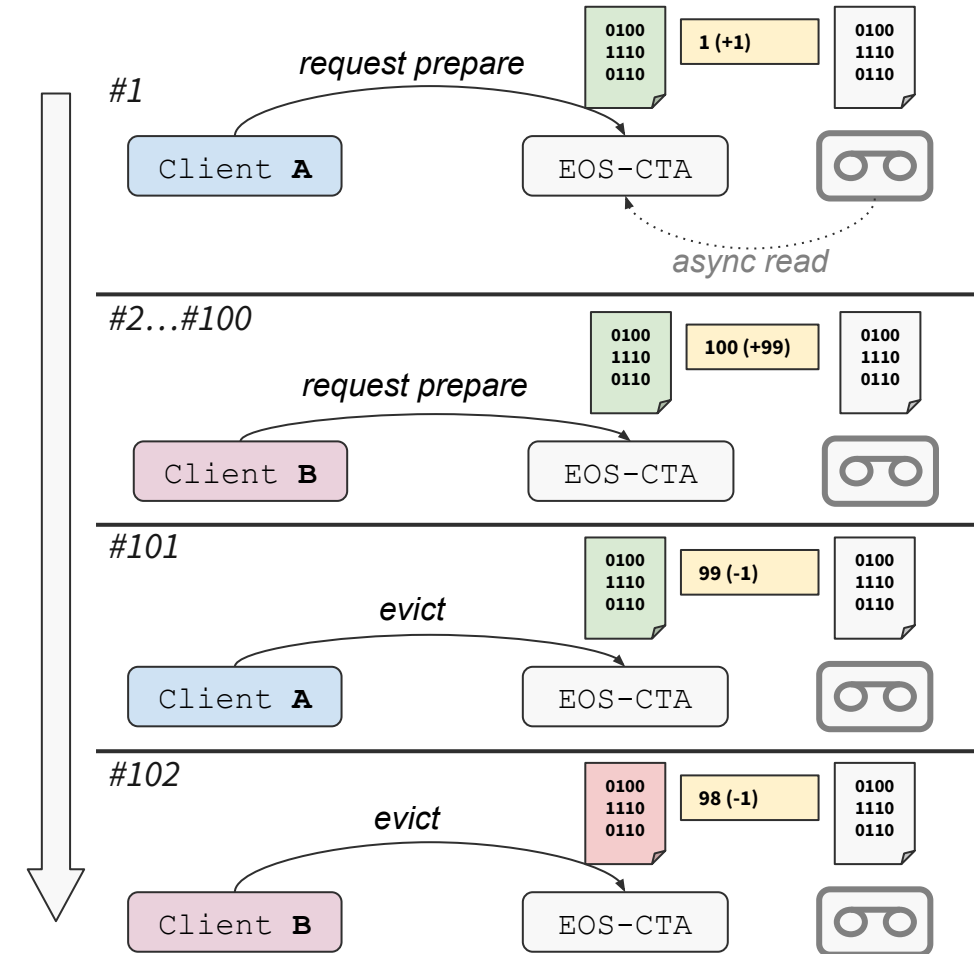 #1
request prepare
0100
1110
0110
1 (+1)
0100
1110
0110
Client A
EOS-CTA
async read
#2...#100
request prepare
0100
1110
0110
100 (+99)
0100
1110
0110
Client B
EOS-CTA
#101
evict
0100
1110
0110
99 (-1)
0100
1110
0110
Client A
EOS-CTA
#102
evict
0100
1110
0110
98 (-1)
0100
1110
0110
Client B
EOS-CTA